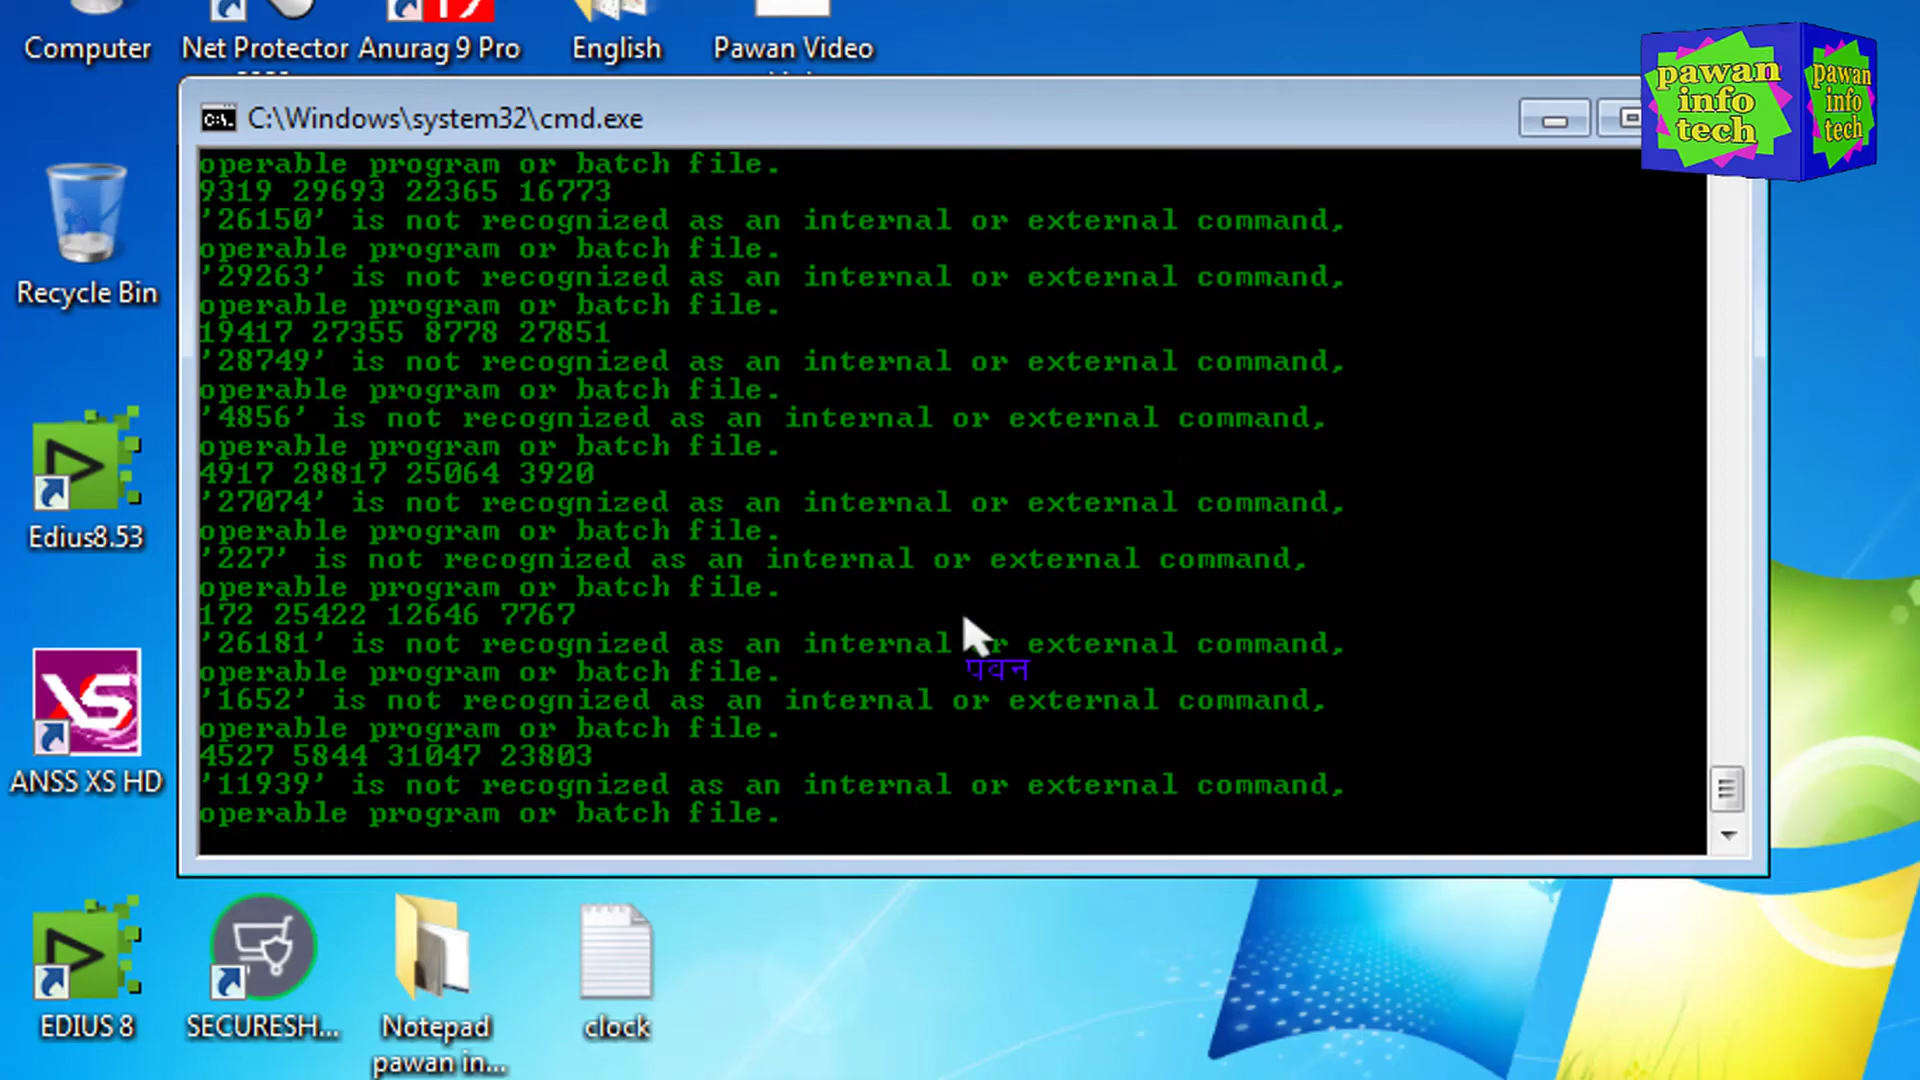 Computer
Net Protector
Anurag 9 Pro
English
Pawan Video
pawan
info
tech
pawan
info
tech
C:\Windows\system32\cmd.exe
operable program or batch file.
9319 29693 22365 16773
'26150' is not recognized as an internal or external command,
operable program or batch file.
'29263' is not recognized as an internal or external command,
operable program or batch file.
19417 27355 8778 27851
'28749' is not recognized as an internal or external command,
operable program or batch file.
'4856' is not recognized as an internal or external command,
operable program or batch file.
4917 28817 25064 3920
'27074' is not recognized as an internal or external command,
operable program or batch file.
'227' is not recognized as an internal or external command,
operable program or batch file.
172 25422 12646 7767
'26181' is not recognized as an internal or external command,
operable program or batch file.
पवन
'1652' is not recognized as an internal or external command,
operable program or batch file.
4527 5844 31047 23803
'11939' is not recognized as an internal or external command,
operable program or batch file.
Recycle Bin
Edius8.53
ANSS XS HD
EDIUS 8
SECURESH...
Notepad
pawan in...
clock